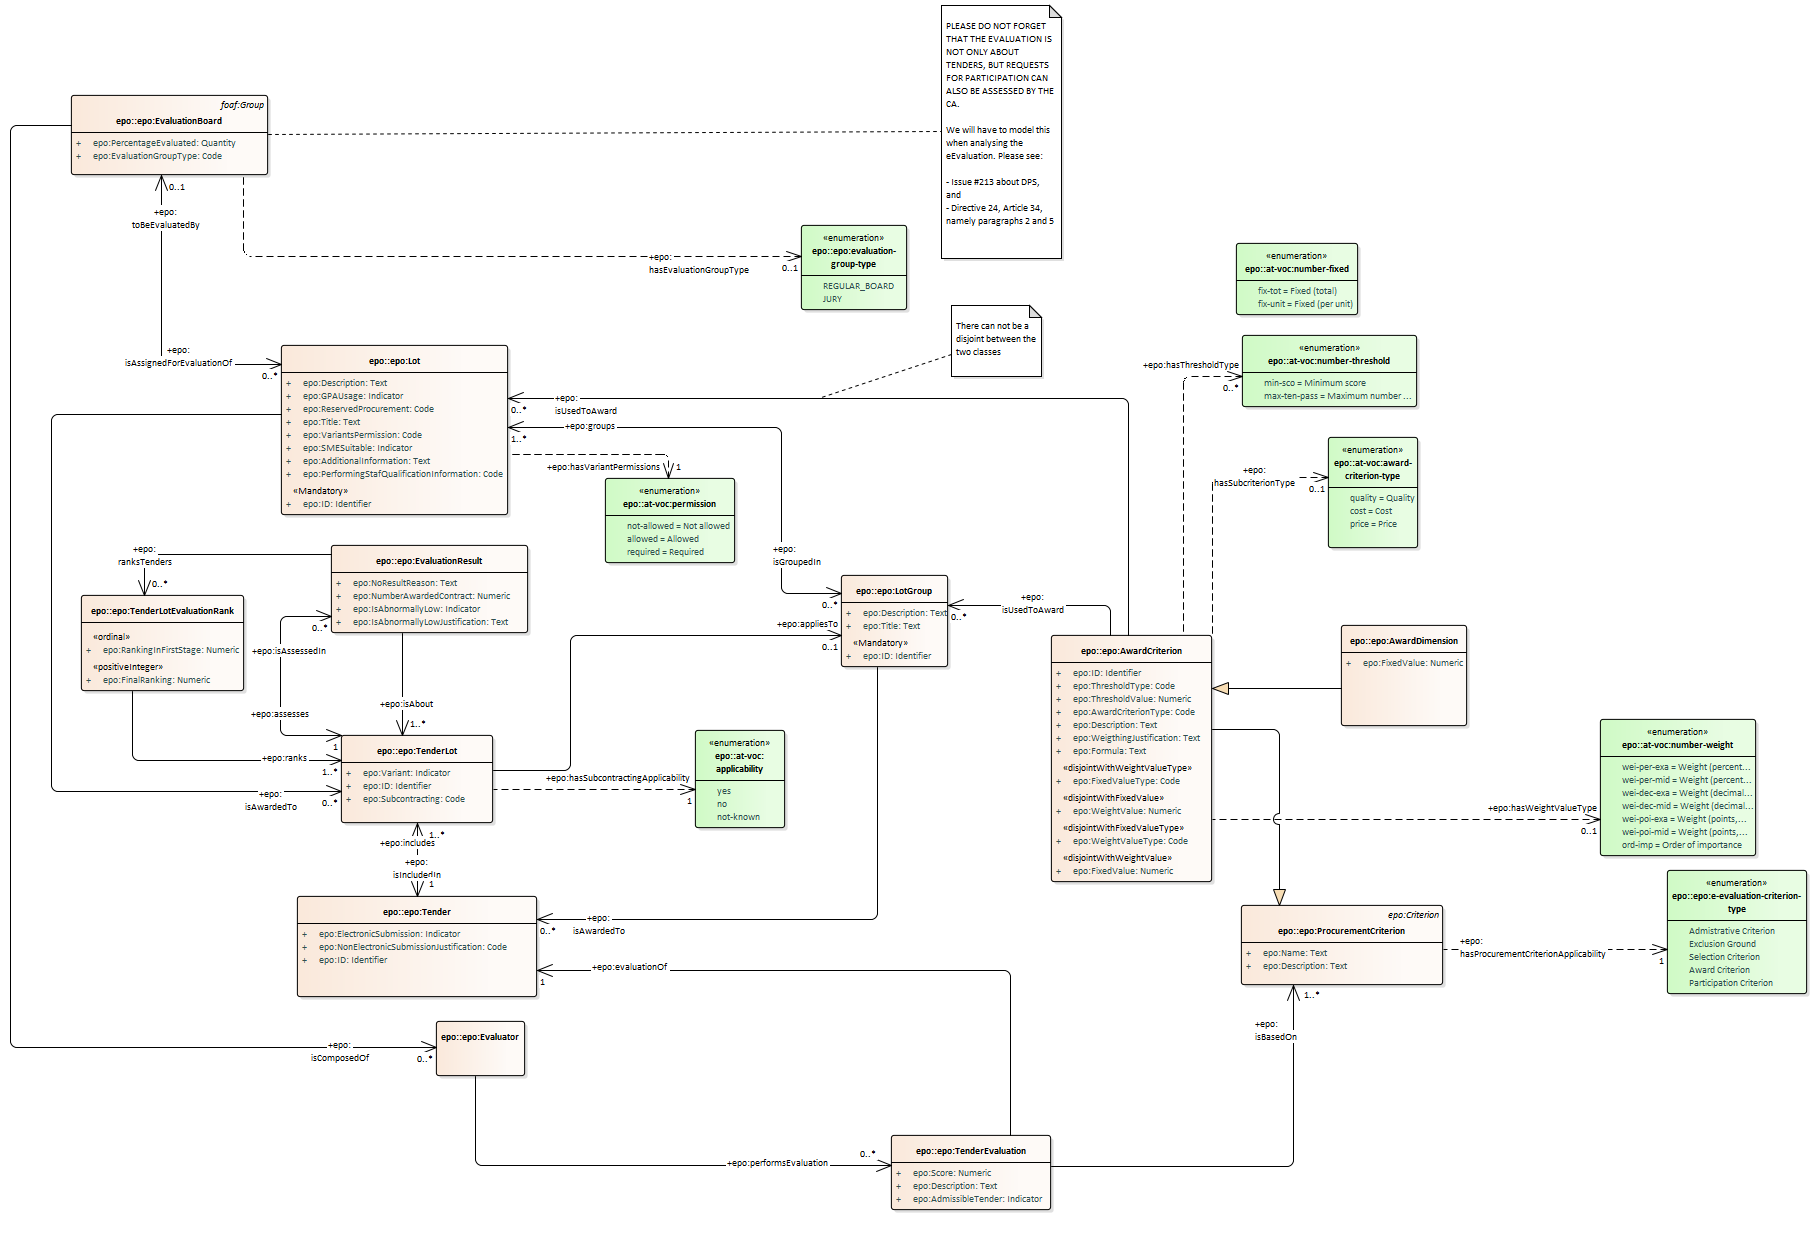 PLEASE DO NOT FORGET
THAT THE EVALUATION IS
NOT ONLY ABOUT
TENDERS, BUT REQUESTS
FOR PARTICIPATION CAN
ALSO BE ASSESSED BY THE
CA.
We will have to model this
when analysing the
eEvaluation. Please see:
- Issue #213 about DPS,
and
- Directive 24, Article 34,
namely paragraphs 2 and 5
foaf:Group
epo::epo:EvaluationBoard
+ epo:PercentageEvaluated: Quantity
+ epo:EvaluationGroupType: Code
0..1
+epo:
toBeEvaluatedBy
+epo:
hasEvaluationGroupType
0..1
«enumeration»
epo::epo:evaluation-
group-type
REGULAR_BOARD
JURY
«enumeration»
epo::at-voc:number-fixed
fix-tot = Fixed (total)
fix-unit = Fixed (per unit)
There can not be a
disjoint between the
two classes
+epo:
isAssignedForEvaluationOf
0..*
epo::epo:Lot
+ epo:Description: Text
+ epo:GPAUsage: Indicator
+ epo:ReservedProcurement: Code
+ epo:Title: Text
+ epo:VariantsPermission: Code
+ epo:SMESuitable: Indicator
+ epo:AdditionalInformation: Text
+ epo:PerformingStafQualificationInformation: Code
«Mandatory»
+ epo:ID: Identifier
+epo:
isUsedToAward
0..*
+epo:groups
1..*
+epo:hasVariantPermissions
1
«enumeration»
epo::at-voc:permission
not-allowed = Not allowed
allowed = Allowed
required = Required
+epo:hasThresholdType
0..*
«enumeration»
epo::at-voc:number-threshold
min-sco = Minimum score
max-ten-pass = Maximum number ...
+epo:
hasSubcriterionType
0..1
«enumeration»
epo::at-voc:award-
criterion-type
quality = Quality
cost = Cost
price = Price
+epo:
ranksTenders
0..*
epo::epo:EvaluationResult
+ epo:NoResultReason: Text
+ epo:NumberAwardedContract: Numeric
+ epo:IsAbnormallyLow: Indicator
+ epo:IsAbnormallyLowJustification: Text
+epo:
isGroupedIn
0..*
epo::epo:TenderLotEvaluationRank
«ordinal»
+ epo:RankingInFirstStage: Numeric
«positiveInteger»
+ epo:FinalRanking: Numeric
0..*
+epo:isAssessedIn
+epo:assesses
1
+epo:isAbout
1..*
+epo:appliesTo
0..1
epo::epo:LotGroup
+ epo:Description: Text
+ epo:Title: Text
«Mandatory»
+ epo:ID: Identifier
+epo:
isUsedToAward
0..*
epo::epo:AwardCriterion
+ epo:ID: Identifier
+ epo:ThresholdType: Code
+ epo:ThresholdValue: Numeric
+ epo:AwardCriterionType: Code
+ epo:Description: Text
+ epo:WeigthingJustification: Text
+ epo:Formula: Text
«disjointWithWeightValueType»
+ epo:FixedValueType: Code
«disjointWithFixedValue»
+ epo:WeightValue: Numeric
«disjointWithFixedValueType»
+ epo:WeightValueType: Code
«disjointWithWeightValue»
+ epo:FixedValue: Numeric
epo::epo:AwardDimension
+ epo:FixedValue: Numeric
+epo:ranks
1..*
+epo:
isAwardedTo
0..*
epo::epo:TenderLot
+ epo:Variant: Indicator
+ epo:ID: Identifier
+ epo:Subcontracting: Code
+epo:hasSubcontractingApplicability
1
«enumeration»
epo::at-voc:
applicability
yes
no
not-known
+epo:hasWeightValueType
0..1
«enumeration»
epo::at-voc:number-weight
wei-per-exa = Weight (percent...
wei-per-mid = Weight (percent...
wei-dec-exa = Weight (decimal...
wei-dec-mid = Weight (decimal...
wei-poi-exa = Weight (points,...
wei-poi-mid = Weight (points,...
ord-imp = Order of importance
1..*
+epo:includes
+epo:
isIncludedIn
1
epo::epo:Tender
+ epo:ElectronicSubmission: Indicator
+ epo:NonElectronicSubmissionJustification: Code
+ epo:ID: Identifier
+epo:
isAwardedTo
0..*
+epo:evaluationOf
1
epo:Criterion
epo::epo:ProcurementCriterion
+ epo:Name: Text
+ epo:Description: Text
+epo:
hasProcurementCriterionApplicability
1
«enumeration»
epo::epo:e-evaluation-criterion-
type
Admistrative Criterion
Exclusion Ground
Selection Criterion
Award Criterion
Participation Criterion
1..*
+epo:
isBasedOn
+epo:
isComposedOf
0..*
epo::epo:Evaluator
+epo:performsEvaluation
0..*
epo::epo:TenderEvaluation
+ epo:Score: Numeric
+ epo:Description: Text
+ epo:AdmissibleTender: Indicator